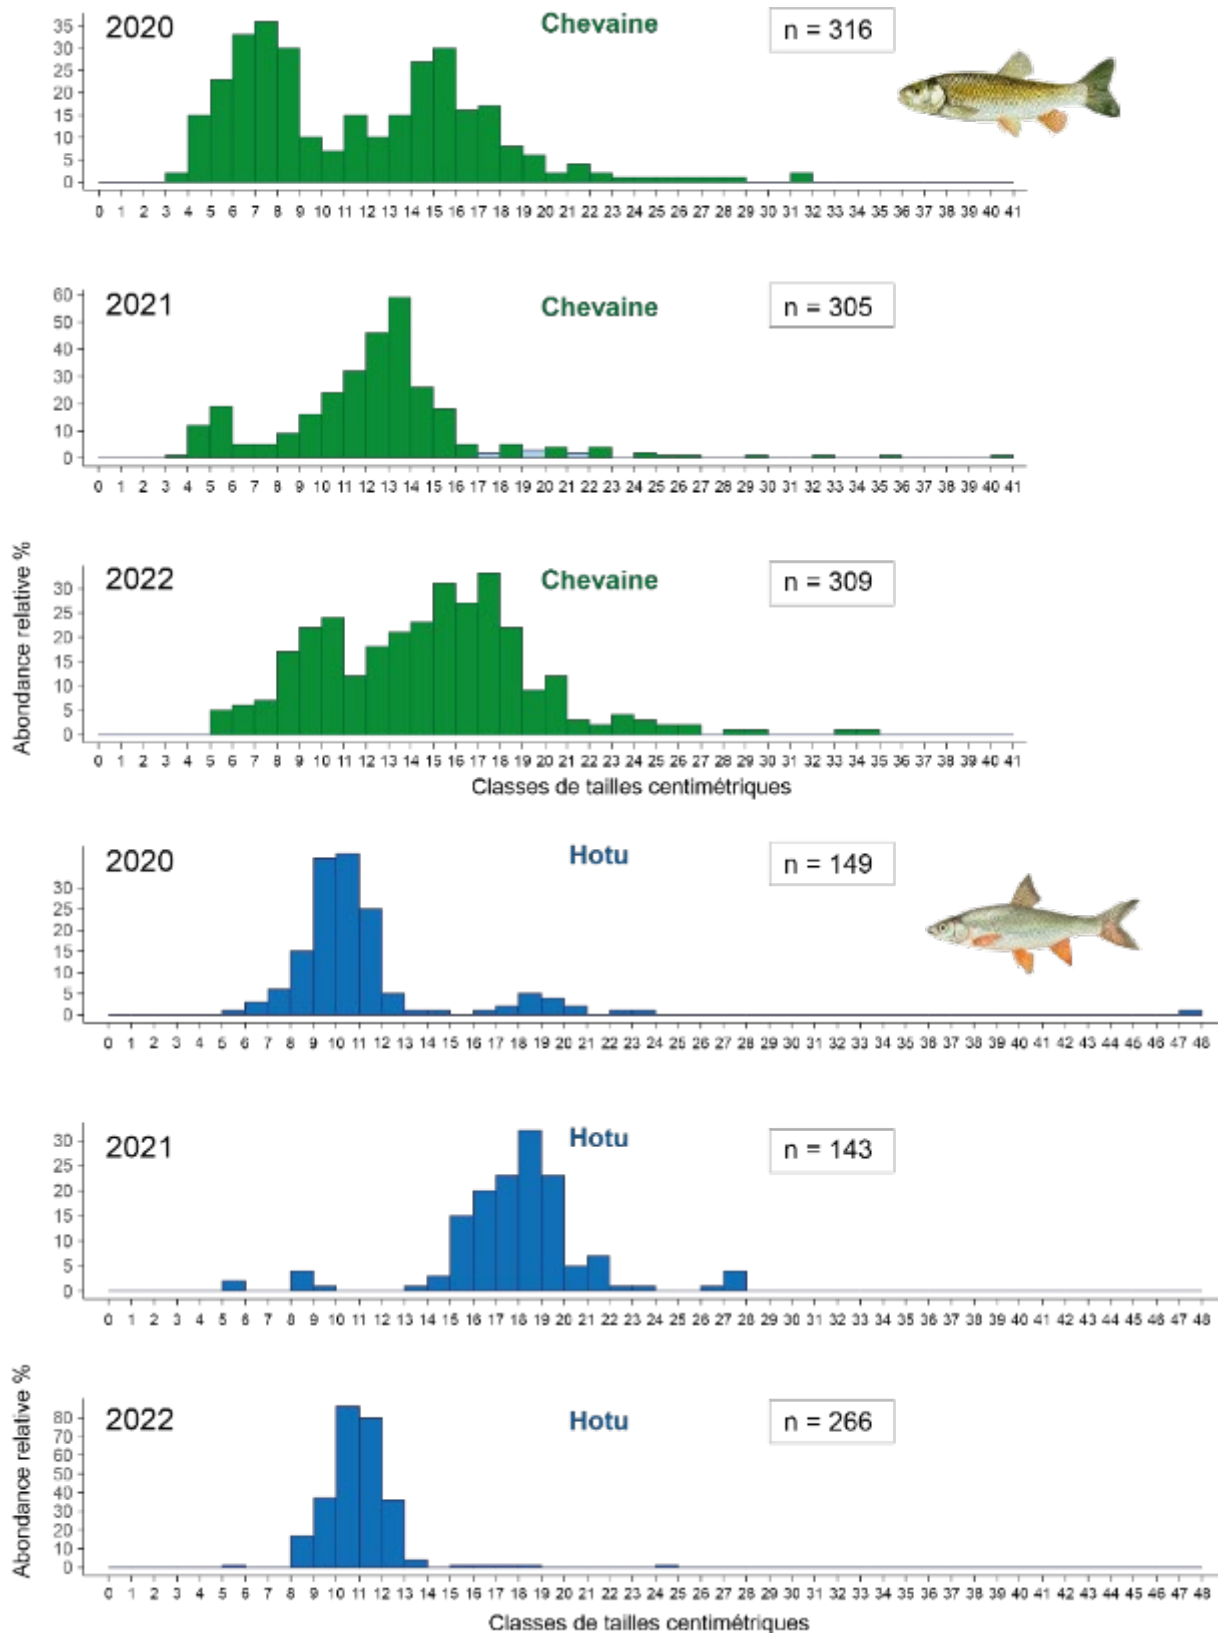 2020
Chevaine
n = 316
35
30
25
20
15
10
5
0
0 1 2 3 4 5 6 7 8 9 10 11 12 13 14 15 16 17 18 19 20 21 22 23 24 25 26 27 28 29 30 31 32 33 34 35 36 37 38 39 40 41
2021
Chevaine
n = 305
60
50
40
30
20
10
0
0 1 2 3 4 5 6 7 8 9 10 11 12 13 14 15 16 17 18 19 20 21 22 23 24 25 26 27 28 29 30 31 32 33 34 35 36 37 38 39 40 41
2022
Chevaine
n = 309
Abondance relative %
30
25
20
15
10
5
0
0 1 2 3 4 5 6 7 8 9 10 11 12 13 14 15 16 17 18 19 20 21 22 23 24 25 26 27 28 29 30 31 32 33 34 35 36 37 38 39 40 41
Classes de tailles centimétriques
2020
Hotu
n = 149
30
25
20
15
10
5
0
0 1 2 3 4 5 6 7 8 9 10 11 12 13 14 15 16 17 18 19 20 21 22 23 24 25 26 27 28 29 30 31 32 33 34 35 36 37 38 39 40 41 42 43 44 45 46 47 48
2021
Hotu
n = 143
30
25
20
15
10
5
0
0 1 2 3 4 5 6 7 8 9 10 11 12 13 14 15 16 17 18 19 20 21 22 23 24 25 26 27 28 29 30 31 32 33 34 35 36 37 38 39 40 41 42 43 44 45 46 47 48
2022
Hotu
n = 266
Abondance relative %
80
70
60
50
40
30
20
10
0
0 1 2 3 4 5 6 7 8 9 10 11 12 13 14 15 16 17 18 19 20 21 22 23 24 25 26 27 28 29 30 31 32 33 34 35 36 37 38 39 40 41 42 43 44 45 46 47 48
Classes de tailles centimétriques